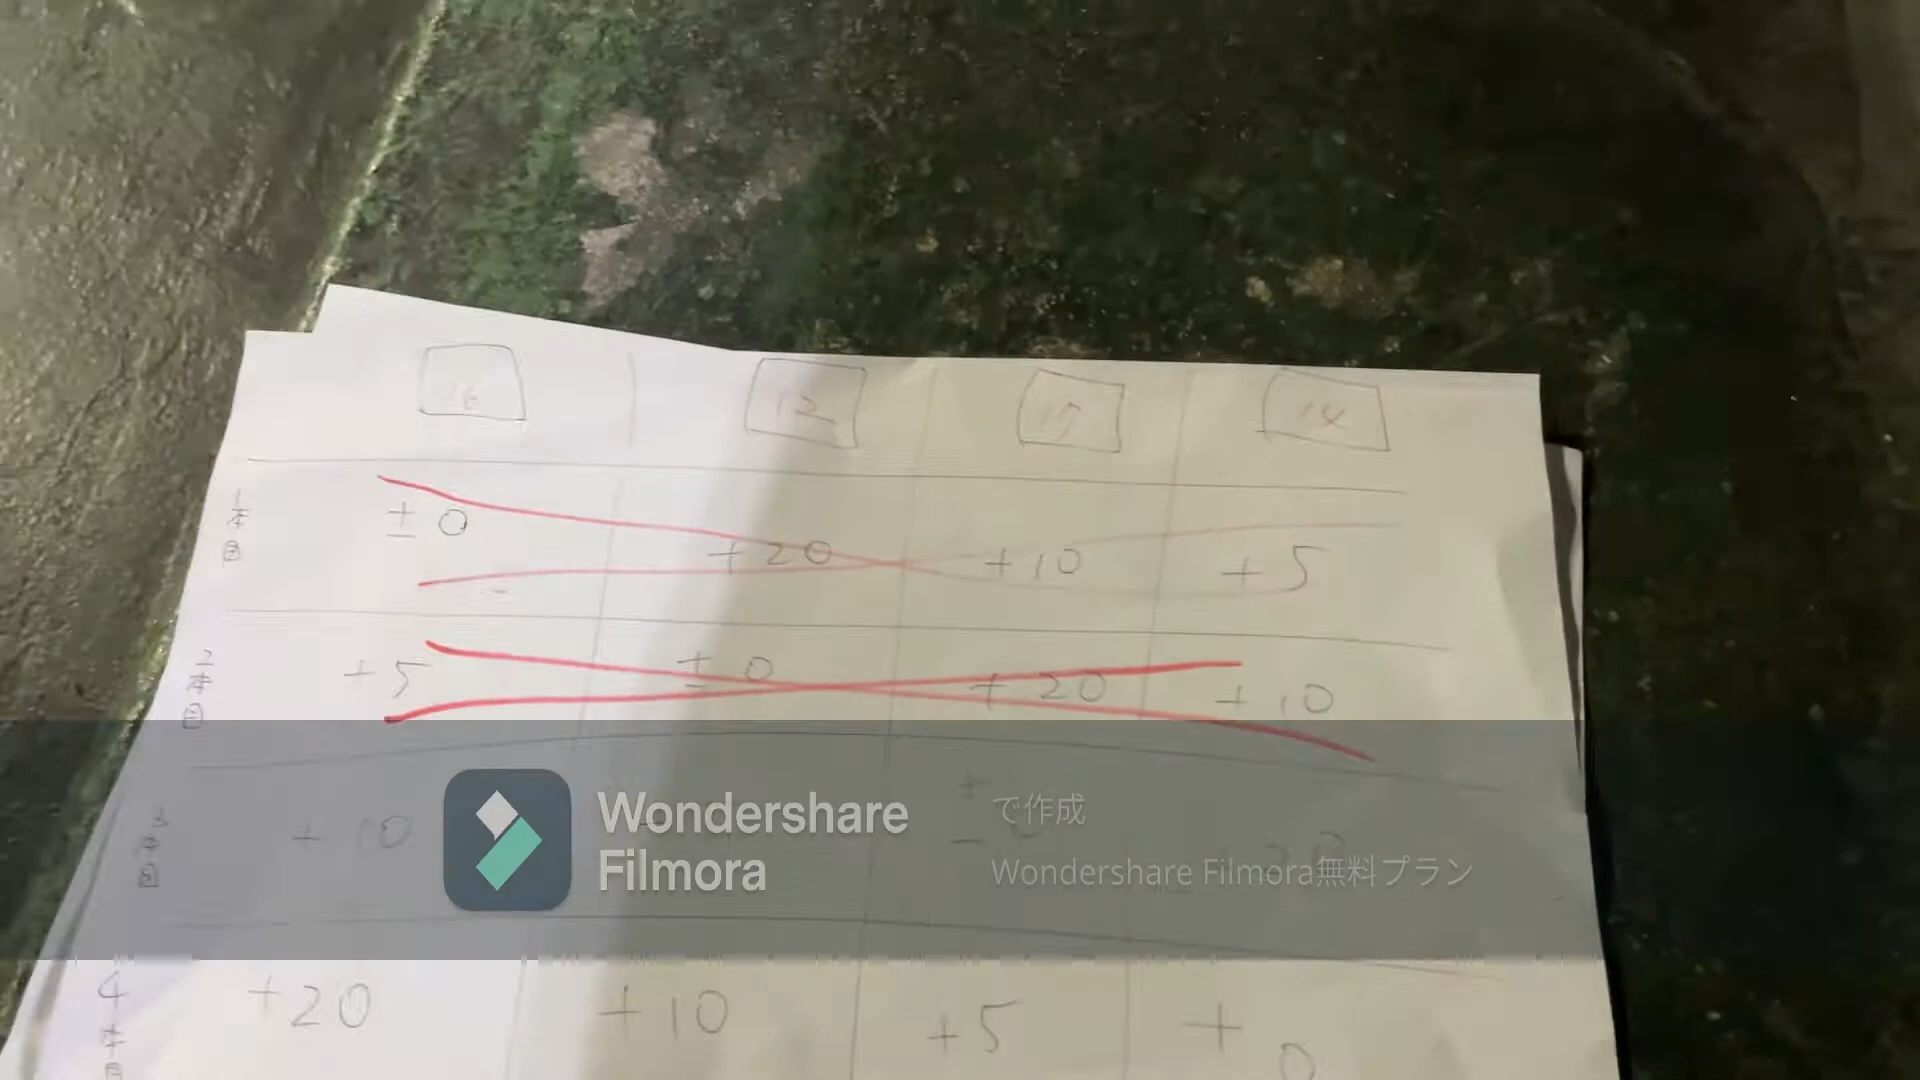 16 12 17 14
1本目 ±0 +20 +10 +5
2本目 +5 ±0 +20 +10
3本目 +10 ±
Wondershare Filmora
で作成
Wondershare Filmora無料プラン
4本目 +20 +10 +5 +0